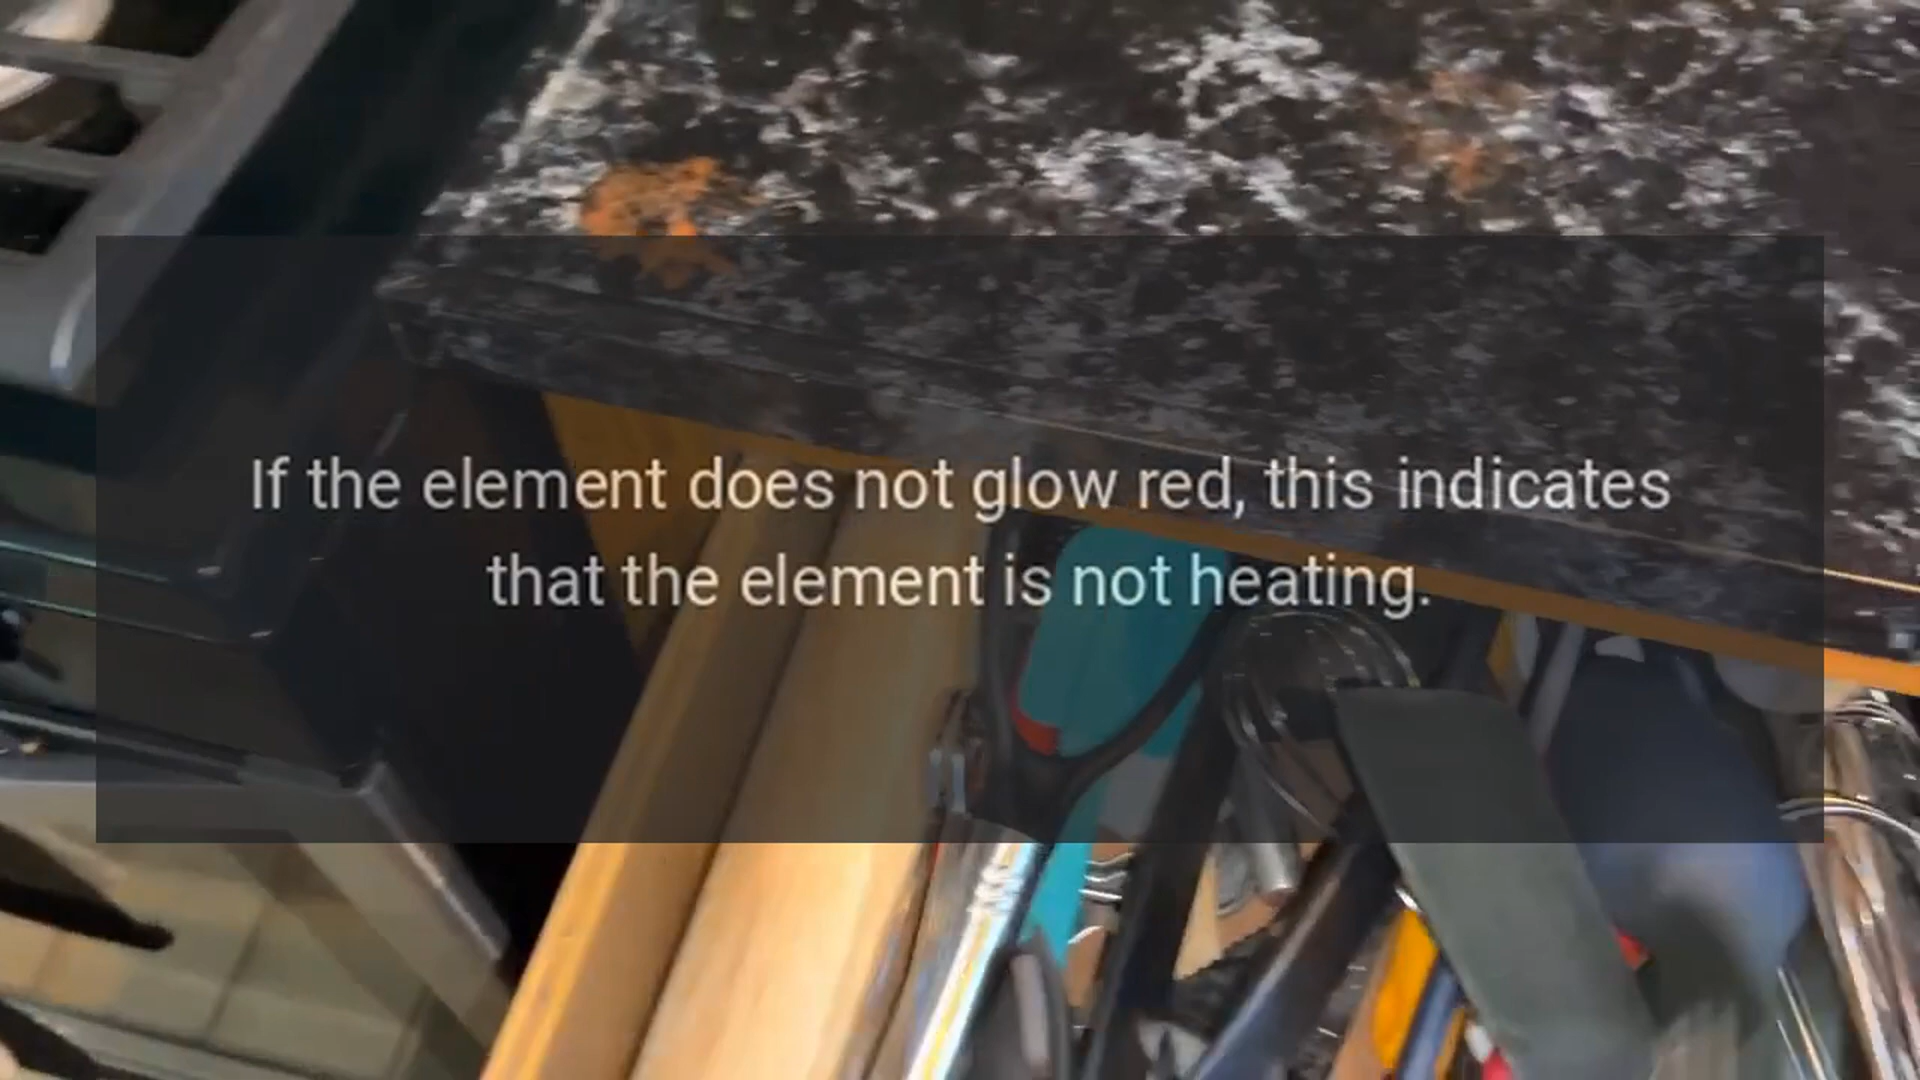 If the element does not glow red, this indicates
that the element is not heating.